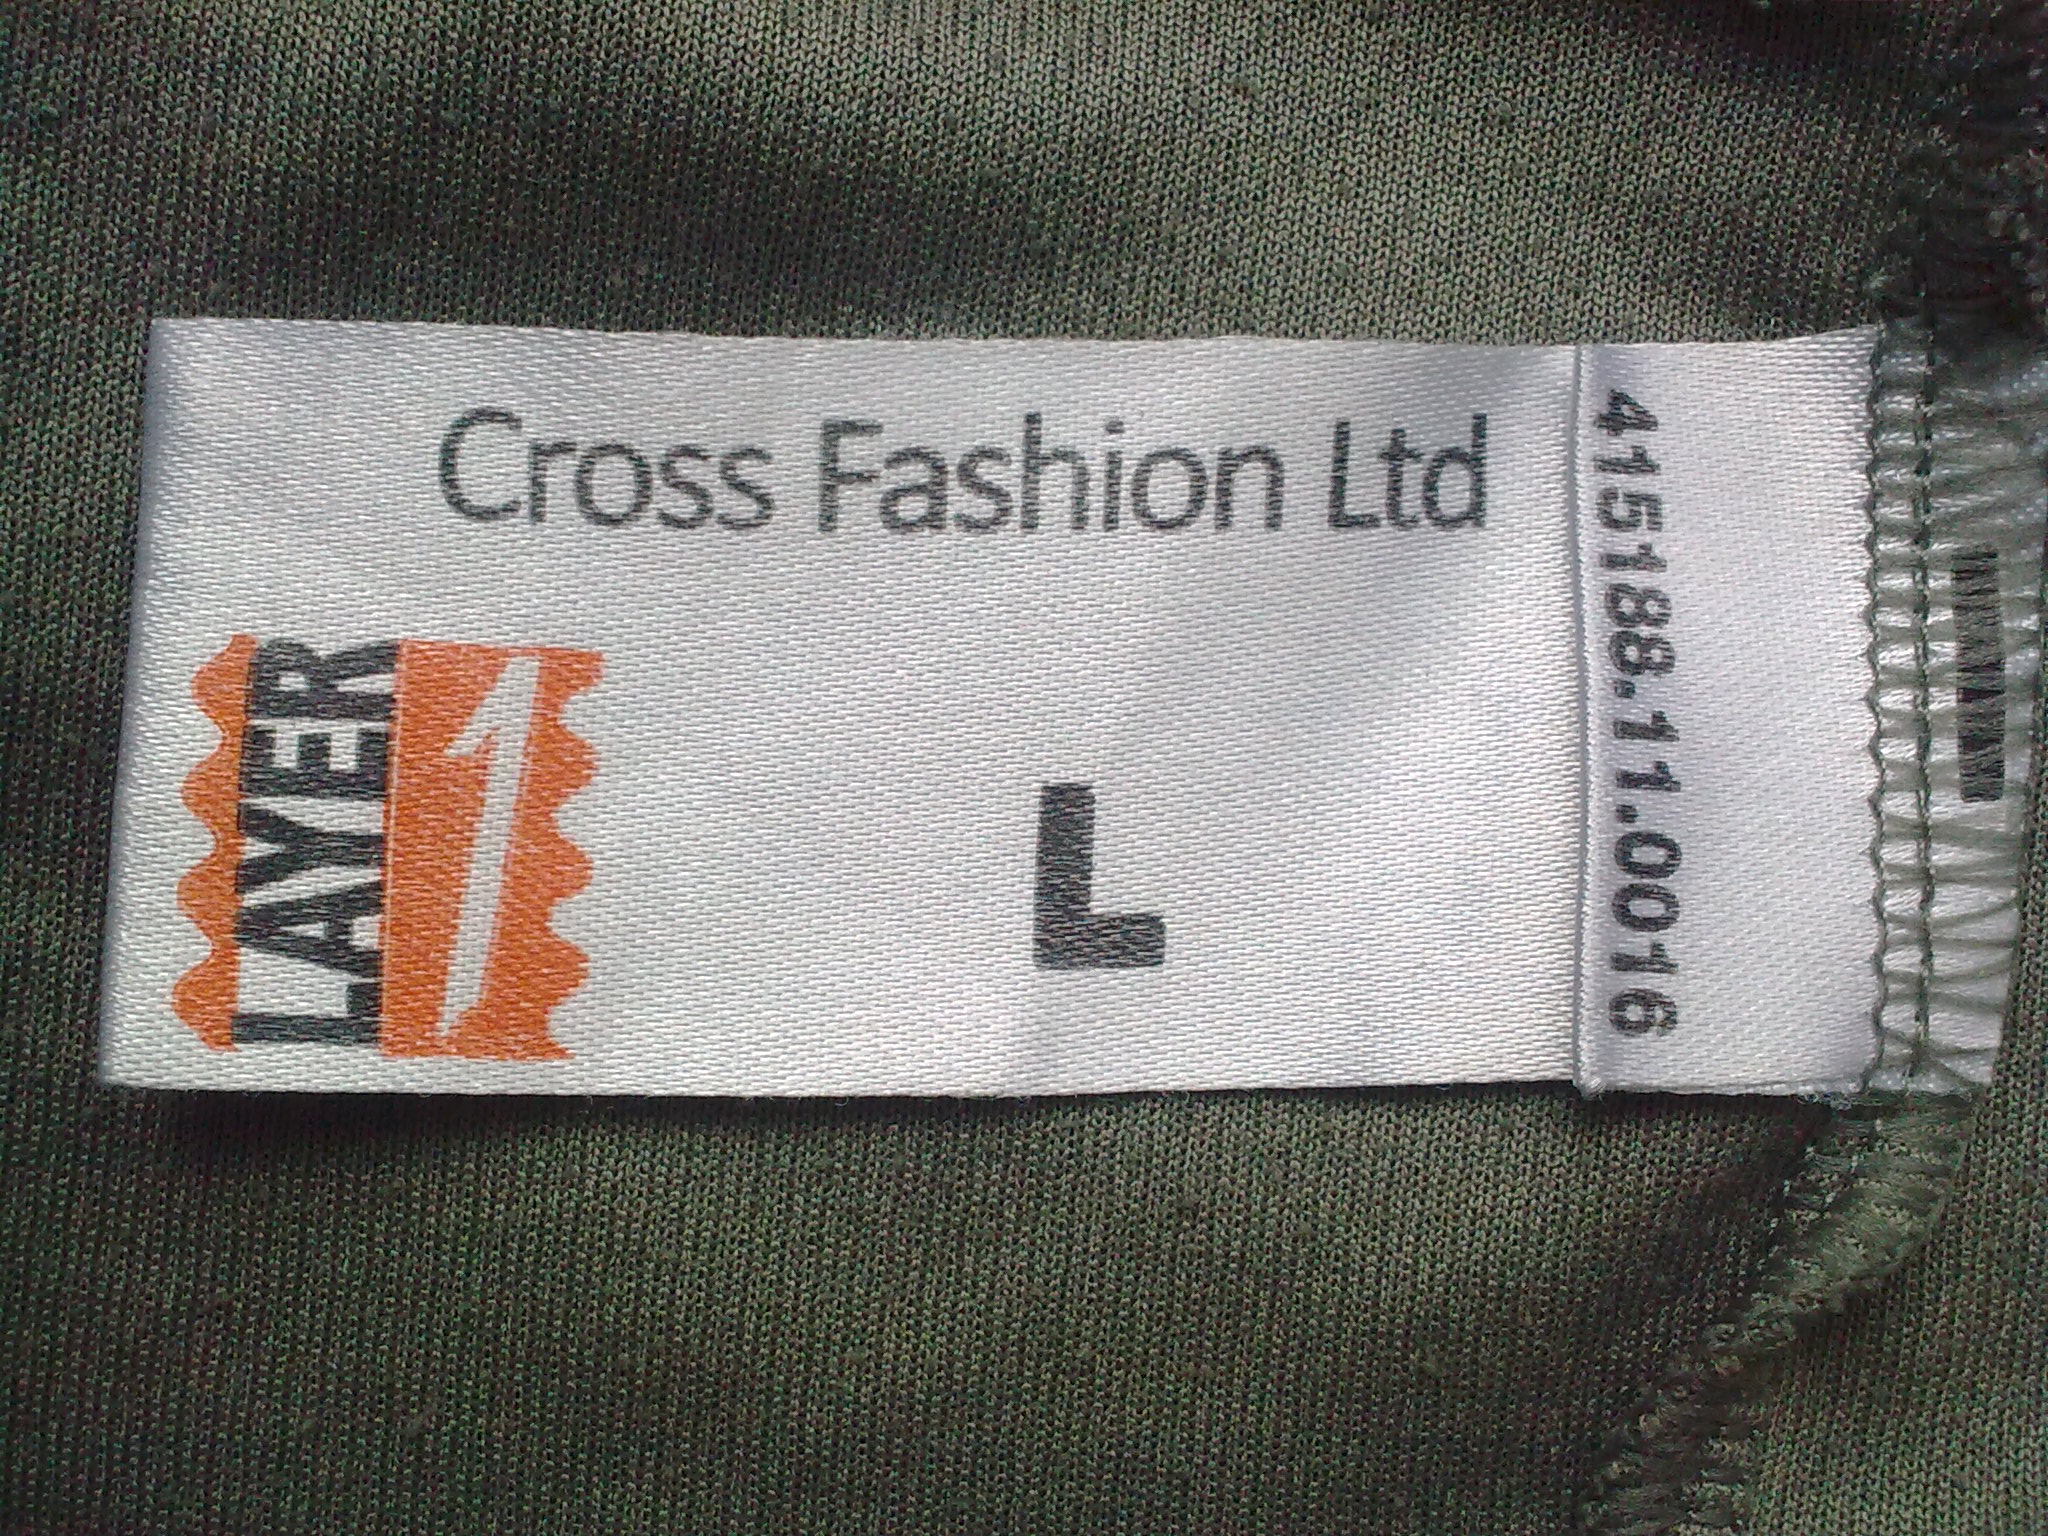 Cross Fashion Ltd
LAYER
1
L
415188.11.0016